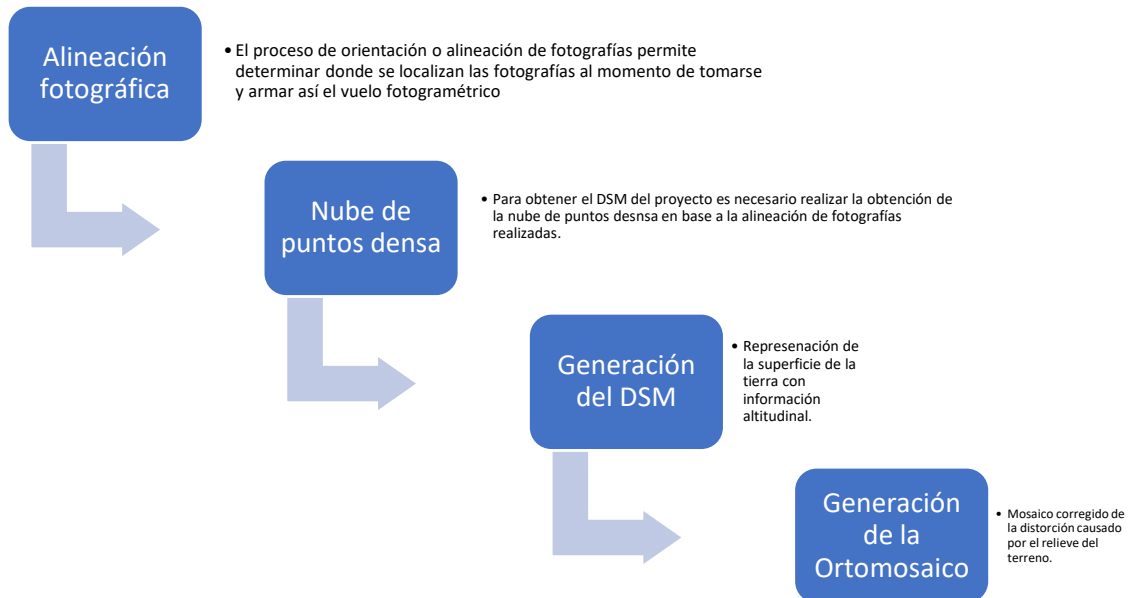 Alineación
fotográfica
• El proceso de orientación o alineación de fotografías permite
determinar donde se localizan las fotografías al momento de tomarse
y armar así el vuelo fotogramétrico
Nube de
puntos densa
• Para obtener el DSM del proyecto es necesario realizar la obtención de
la nube de puntos desnsa en base a la alineación de fotografías
realizadas.
Generación
del DSM
• Represenación de
la superficie de la
tierra con
información
altitudinal.
Generación
de la
Ortomosaico
• Mosaico corregido de
la distorción causado
por el relieve del
terreno.